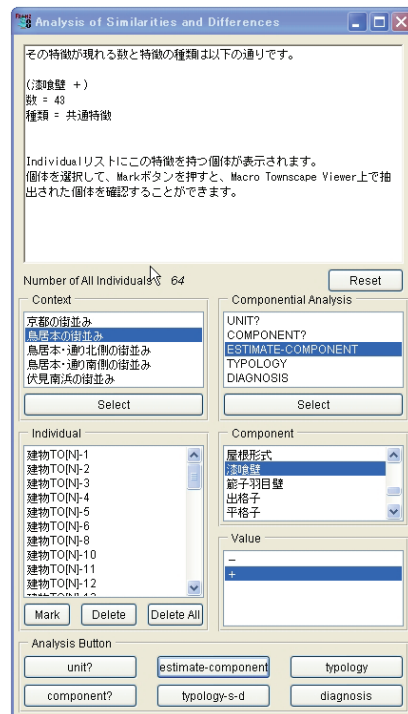 Analysis of Similarities and Differences
その特徴が現れる数と特徴の種類は以下の通りです。
(漆喰壁 +)
数 = 43
種類 = 共通特徴
Individualリストにこの特徴を持つ個体が表示されます。
個体を選択して、Markボタンを押すと、Macro Townscape Viewer上で抽
出された個体を確認することができます。
Number of All Individuals 64
Reset
Context
京都の街並み
鳥居本の街並み
鳥居本・通り北側の街並み
鳥居本・通り南側の街並み
伏見南浜の街並み
Select
Componential Analysis
UNIT?
COMPONENT?
ESTIMATE-COMPONENT
TYPOLOGY
DIAGNOSIS
Select
Individual
建物TO[N]-1
建物TO[N]-2
建物TO[N]-3
建物TO[N]-4
建物TO[N]-5
建物TO[N]-6
建物TO[N]-8
建物TO[N]-10
建物TO[N]-11
建物TO[N]-12
Mark
Delete
Delete All
Component
屋根形式
漆喰壁
簓子羽目壁
出格子
平格子
Value
−
+
Analysis Button
unit?
estimate-component
typology
component?
typology-s-d
diagnosis